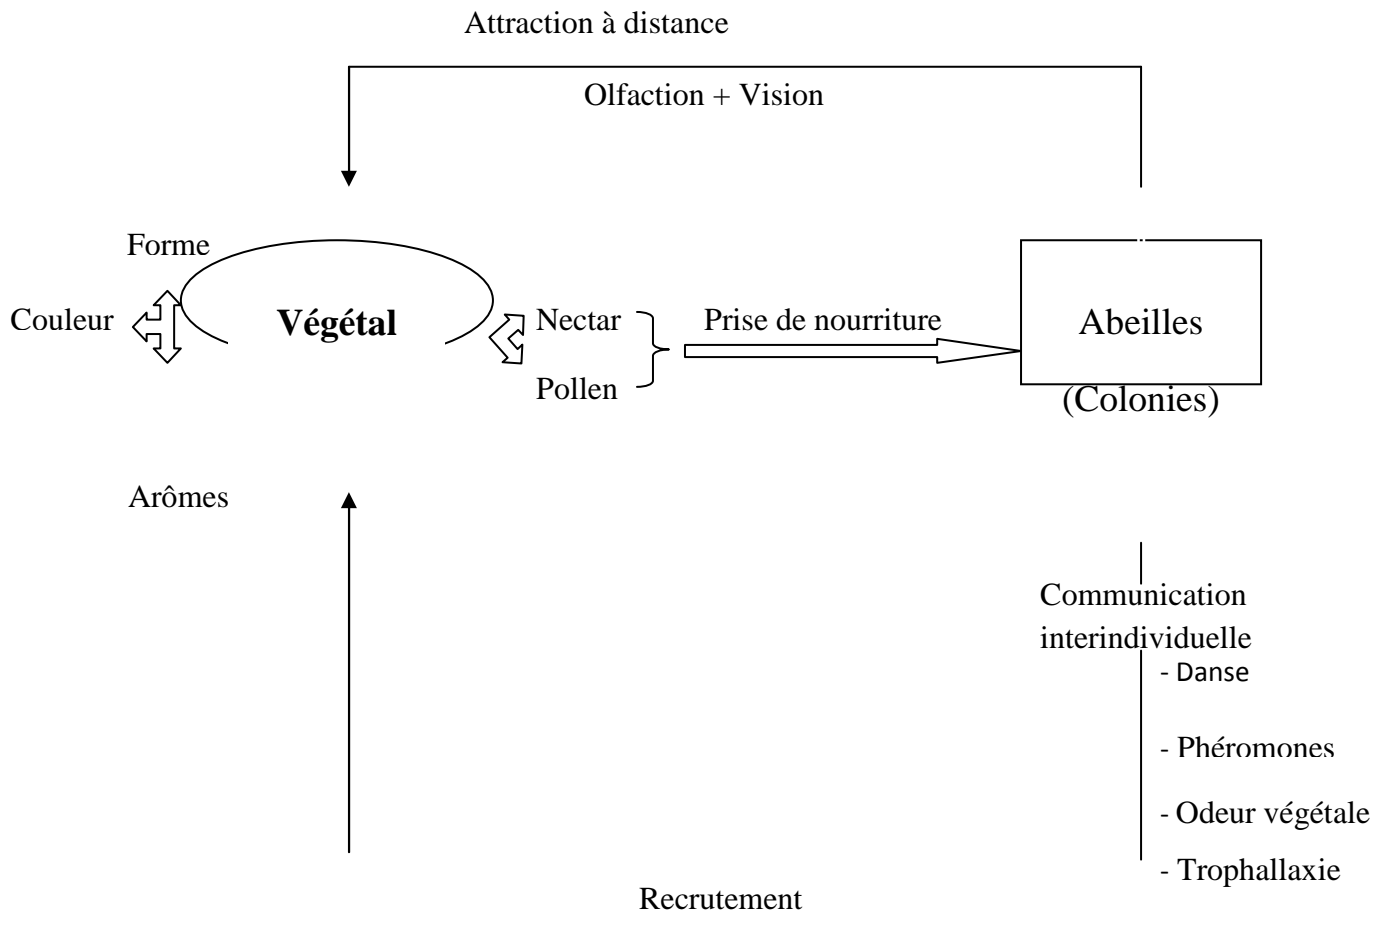 Attraction à distance
Olfaction + Vision
Forme
Couleur
Végétal
Nectar
Pollen
Prise de nourriture
Abeilles
(Colonies)
Arômes
Communication
interindividuelle
- Danse
- Phéromones
- Odeur végétale
- Trophallaxie
Recrutement